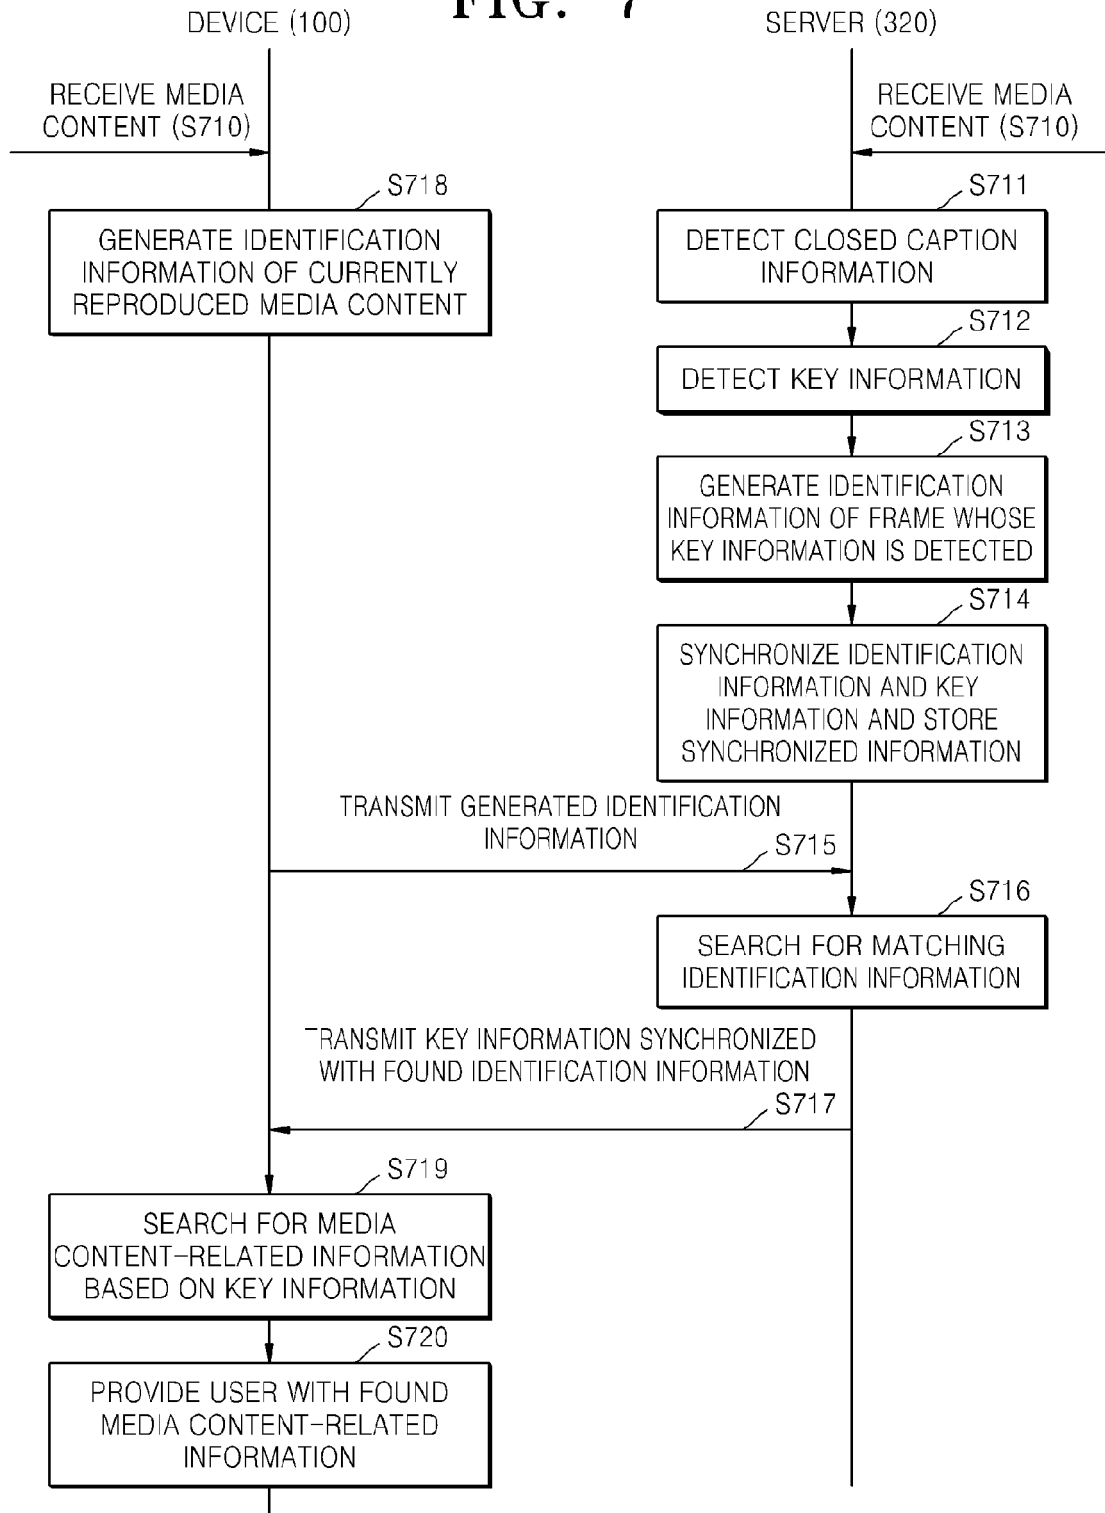 FIG. 7
DEVICE (100)
SERVER (320)
RECEIVE MEDIA
CONTENT (S710)
RECEIVE MEDIA
CONTENT (S710)
S718
GENERATE IDENTIFICATION
INFORMATION OF CURRENTLY
REPRODUCED MEDIA CONTENT
S711
DETECT CLOSED CAPTION
INFORMATION
S712
DETECT KEY INFORMATION
S713
GENERATE IDENTIFICATION
INFORMATION OF FRAME WHOSE
KEY INFORMATION IS DETECTED
S714
SYNCHRONIZE IDENTIFICATION
INFORMATION AND KEY
INFORMATION AND STORE
SYNCHRONIZED INFORMATION
TRANSMIT GENERATED IDENTIFICATION
INFORMATION
S715
S716
SEARCH FOR MATCHING
IDENTIFICATION INFORMATION
TRANSMIT KEY INFORMATION SYNCHRONIZED
WITH FOUND IDENTIFICATION INFORMATION
S717
S719
SEARCH FOR MEDIA
CONTENT-RELATED INFORMATION
BASED ON KEY INFORMATION
S720
PROVIDE USER WITH FOUND
MEDIA CONTENT-RELATED
INFORMATION